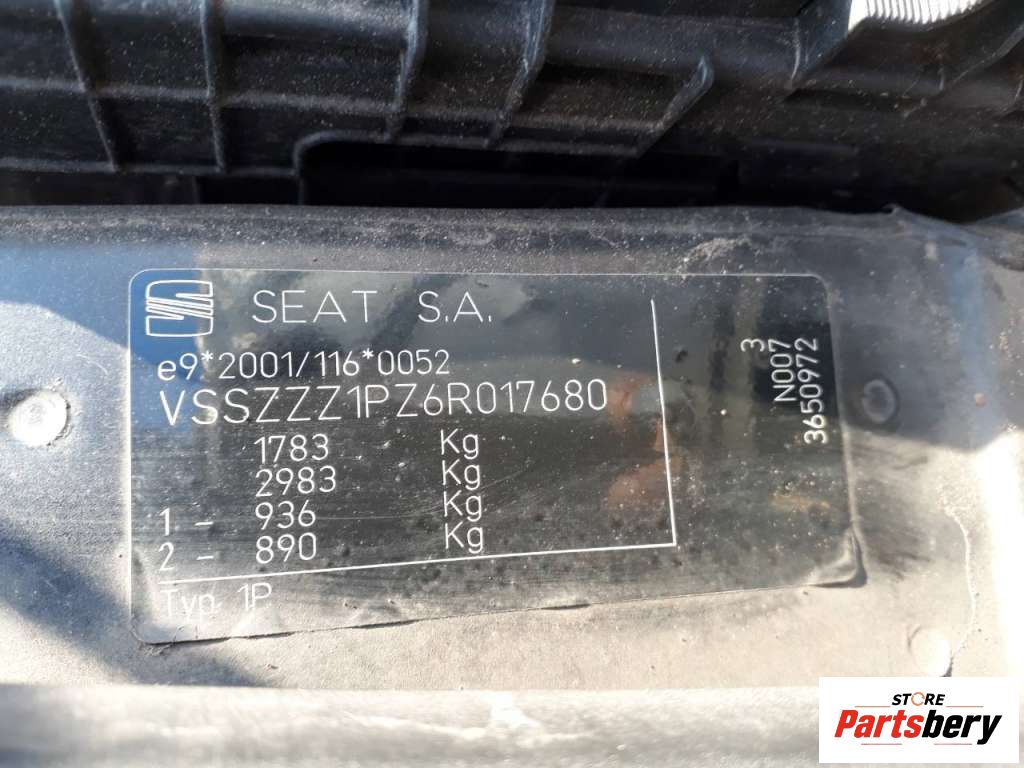 SEAT S.A.
e9*2001/116*0052
VSSZZZ1PZ6R017680
1783 Kg
2983 Kg
1 - 936 Kg
2 - 890 Kg
Typ 1P
3
N007
3650972
STORE
Partsbery